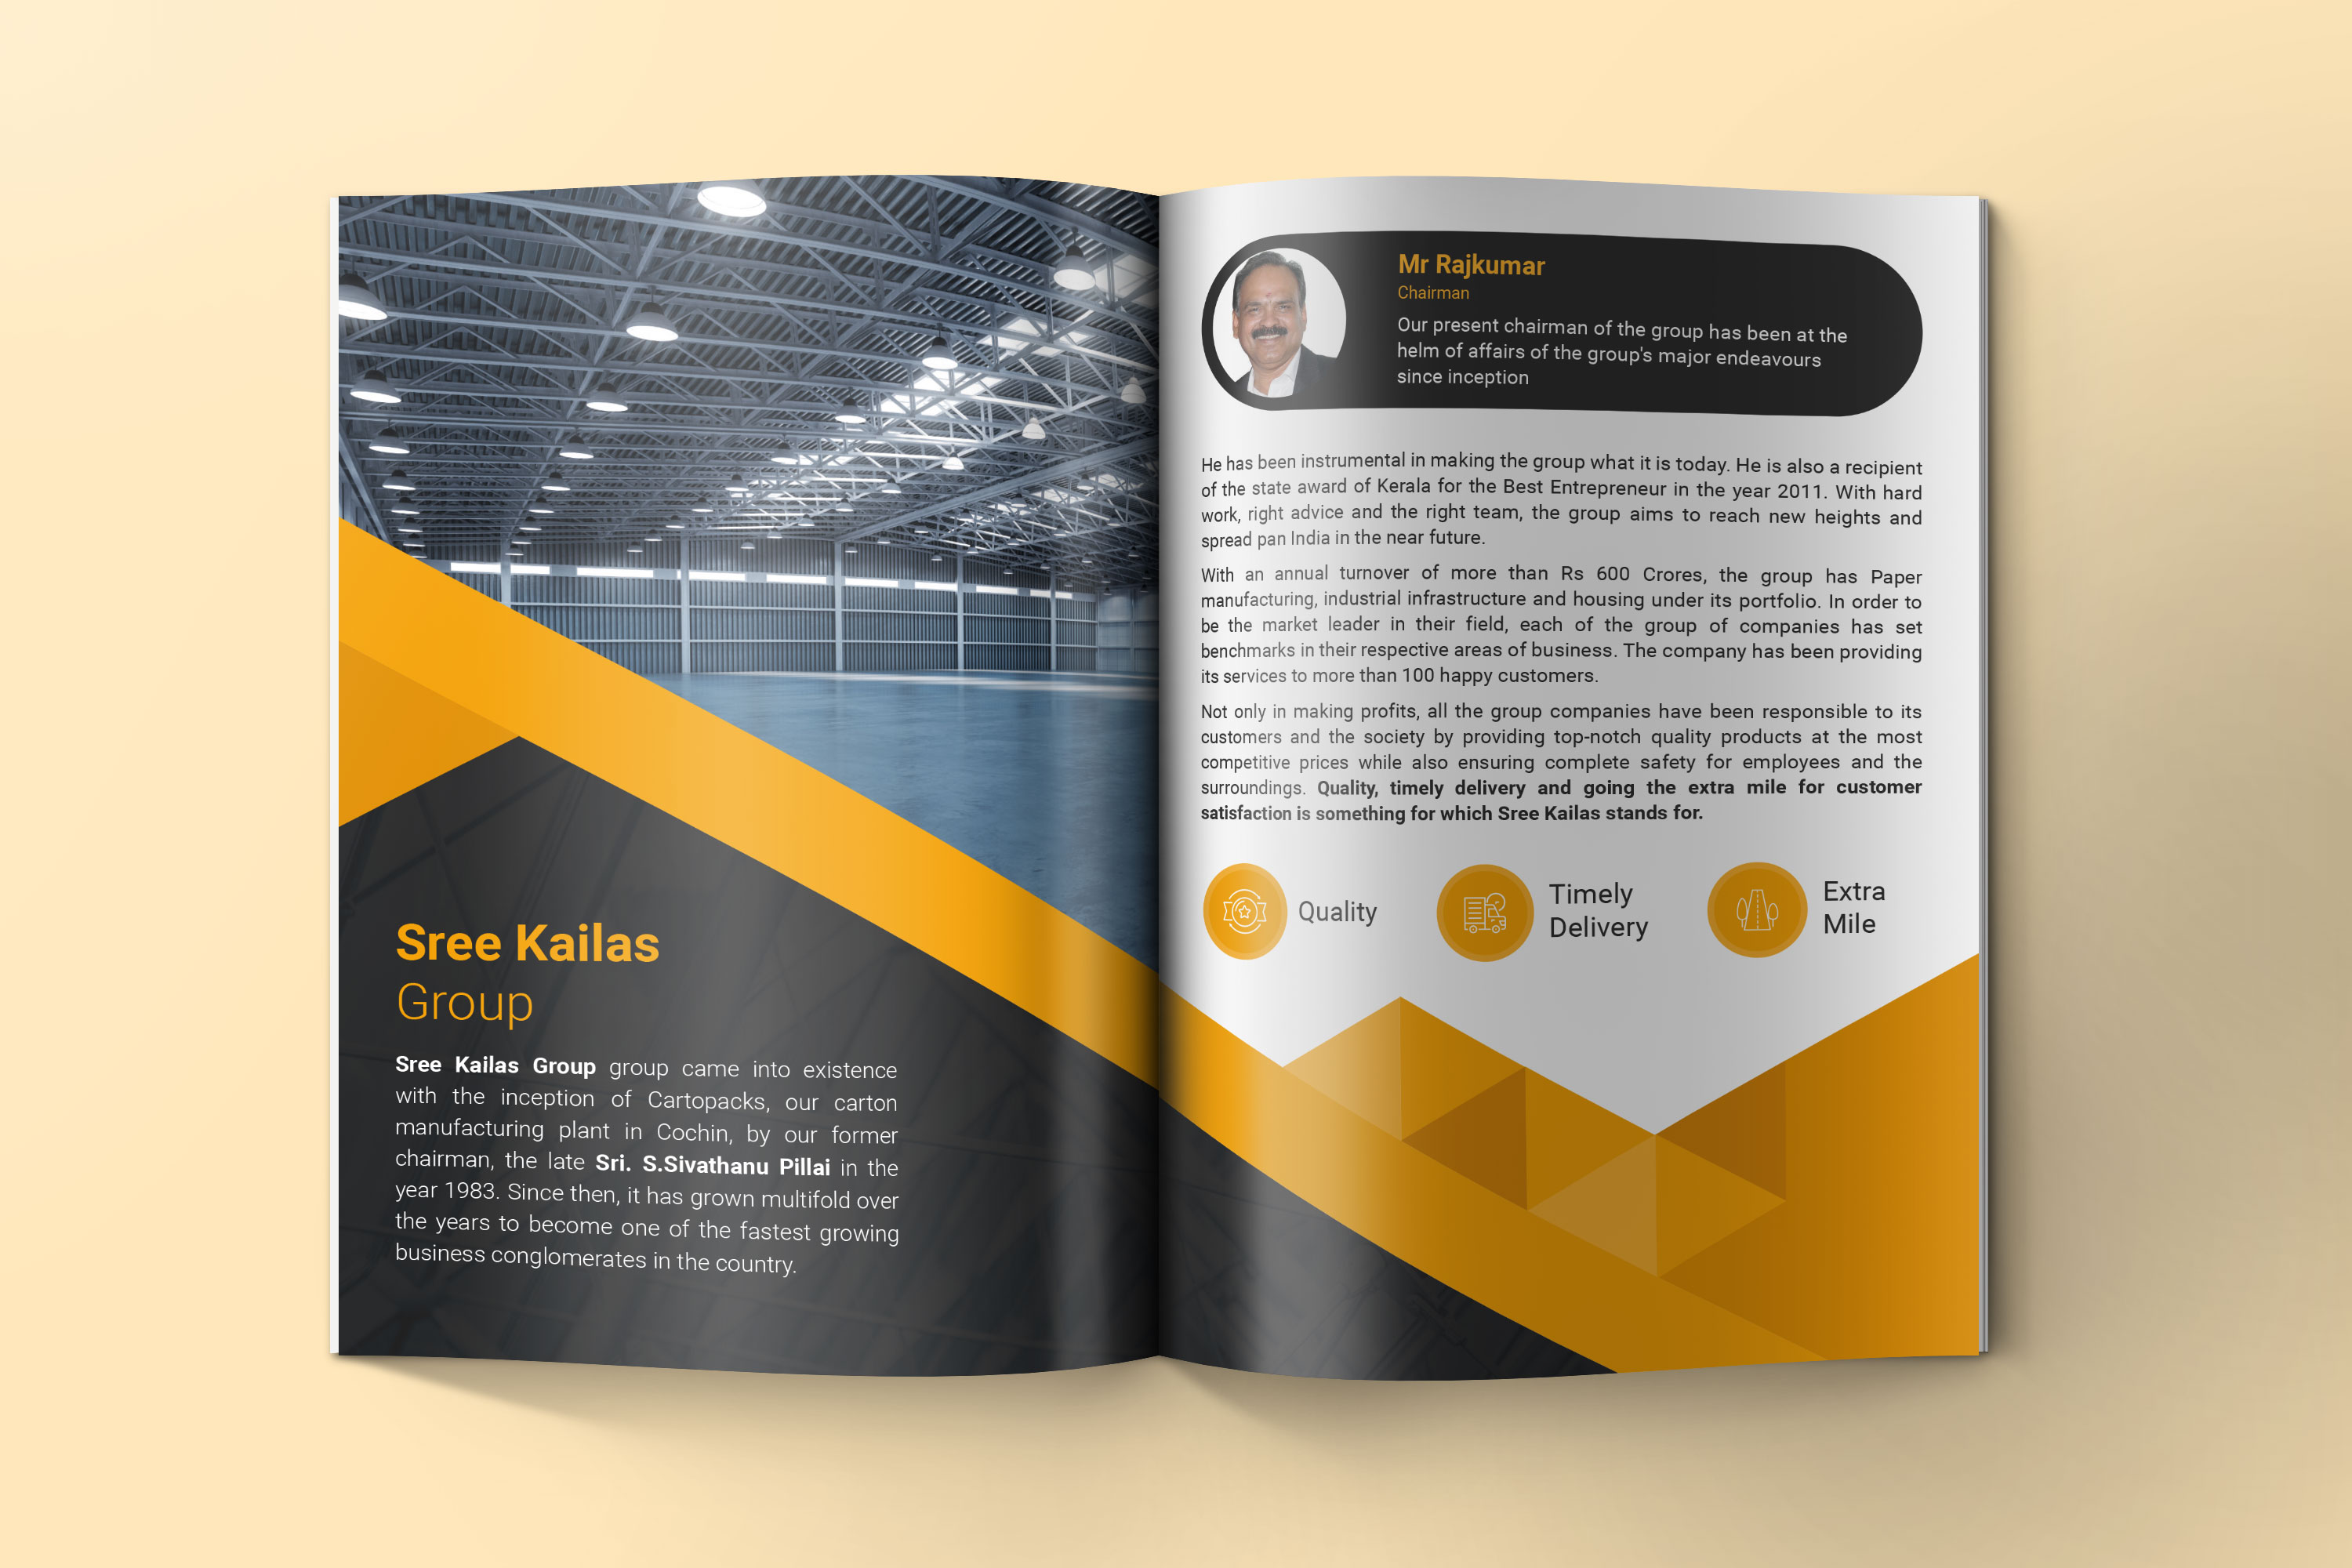 Sree Kailas
Group
Sree Kailas Group group came into existence
with the inception of Cartopacks, our carton
manufacturing plant in Cochin, by our former
chairman, the late Sri. S.Sivathanu Pillai in the
year 1983. Since then, it has grown multifold over
the years to become one of the fastest growing
business conglomerates in the country.
Mr Rajkumar
Chairman
Our present chairman of the group has been at the
helm of affairs of the group's major endeavours
since inception
He has been instrumental in making the group what it is today. He is also a recipient
of the state award of Kerala for the Best Entrepreneur in the year 2011. With hard
work, right advice and the right team, the group aims to reach new heights and
spread pan India in the near future.
With an annual turnover of more than Rs 600 Crores, the group has Paper
manufacturing, industrial infrastructure and housing under its portfolio. In order to
be the market leader in their field, each of the group of companies has set
benchmarks in their respective areas of business. The company has been providing
its services to more than 100 happy customers.
Not only in making profits, all the group companies have been responsible to its
customers and the society by providing top-notch quality products at the most
competitive prices while also ensuring complete safety for employees and the
surroundings. Quality, timely delivery and going the extra mile for customer
satisfaction is something for which Sree Kailas stands for.
Quality
Timely
Delivery
Extra
Mile